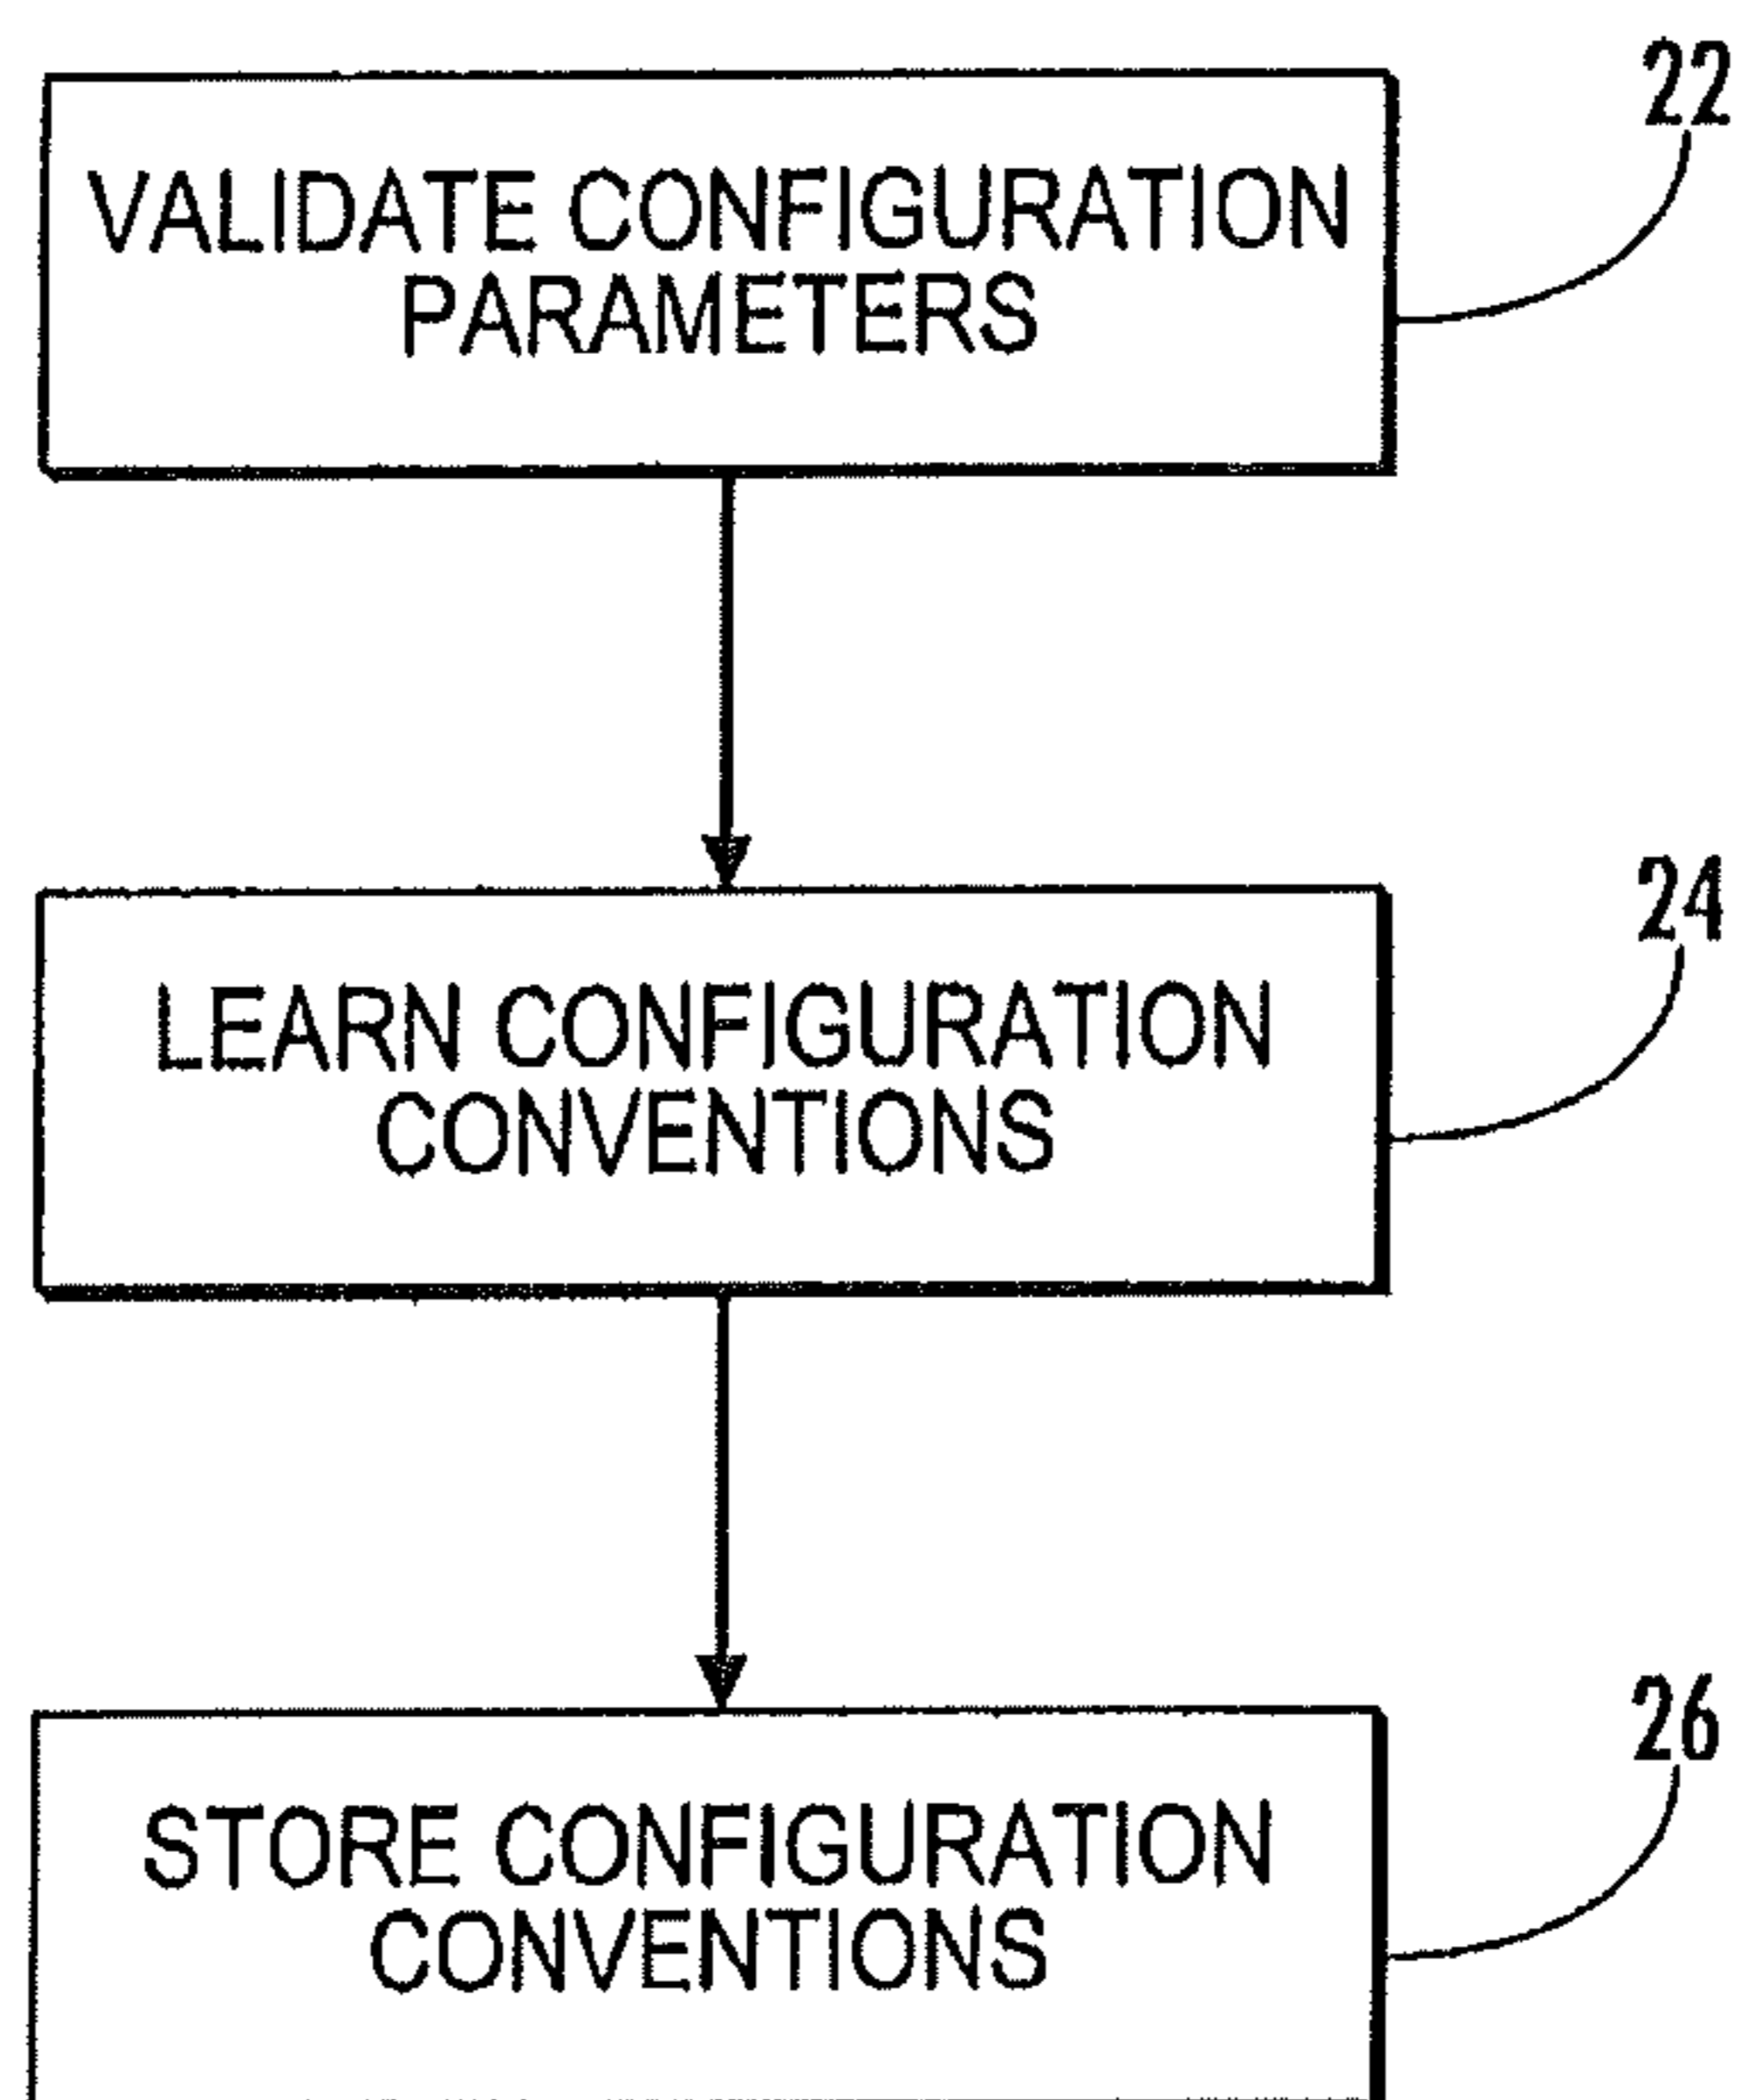 22
VALIDATE CONFIGURATION
PARAMETERS
24
LEARN CONFIGURATION
CONVENTIONS
26
STORE CONFIGURATION
CONVENTIONS